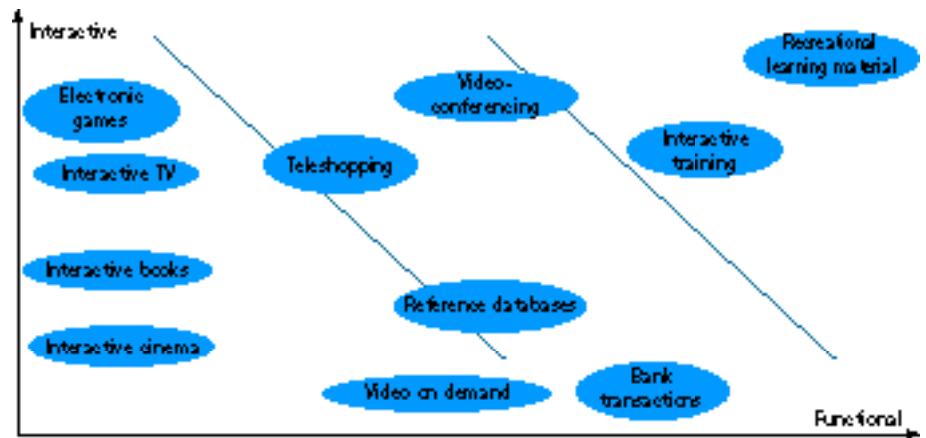 Interactive
Recreational
learning material
Electronic
games
Video-
conferencing
Interactive
training
Teleshopping
Interactive TV
Interactive books
Reference databases
Interactive cinema
Video on demand
Bank
transactions
Functional